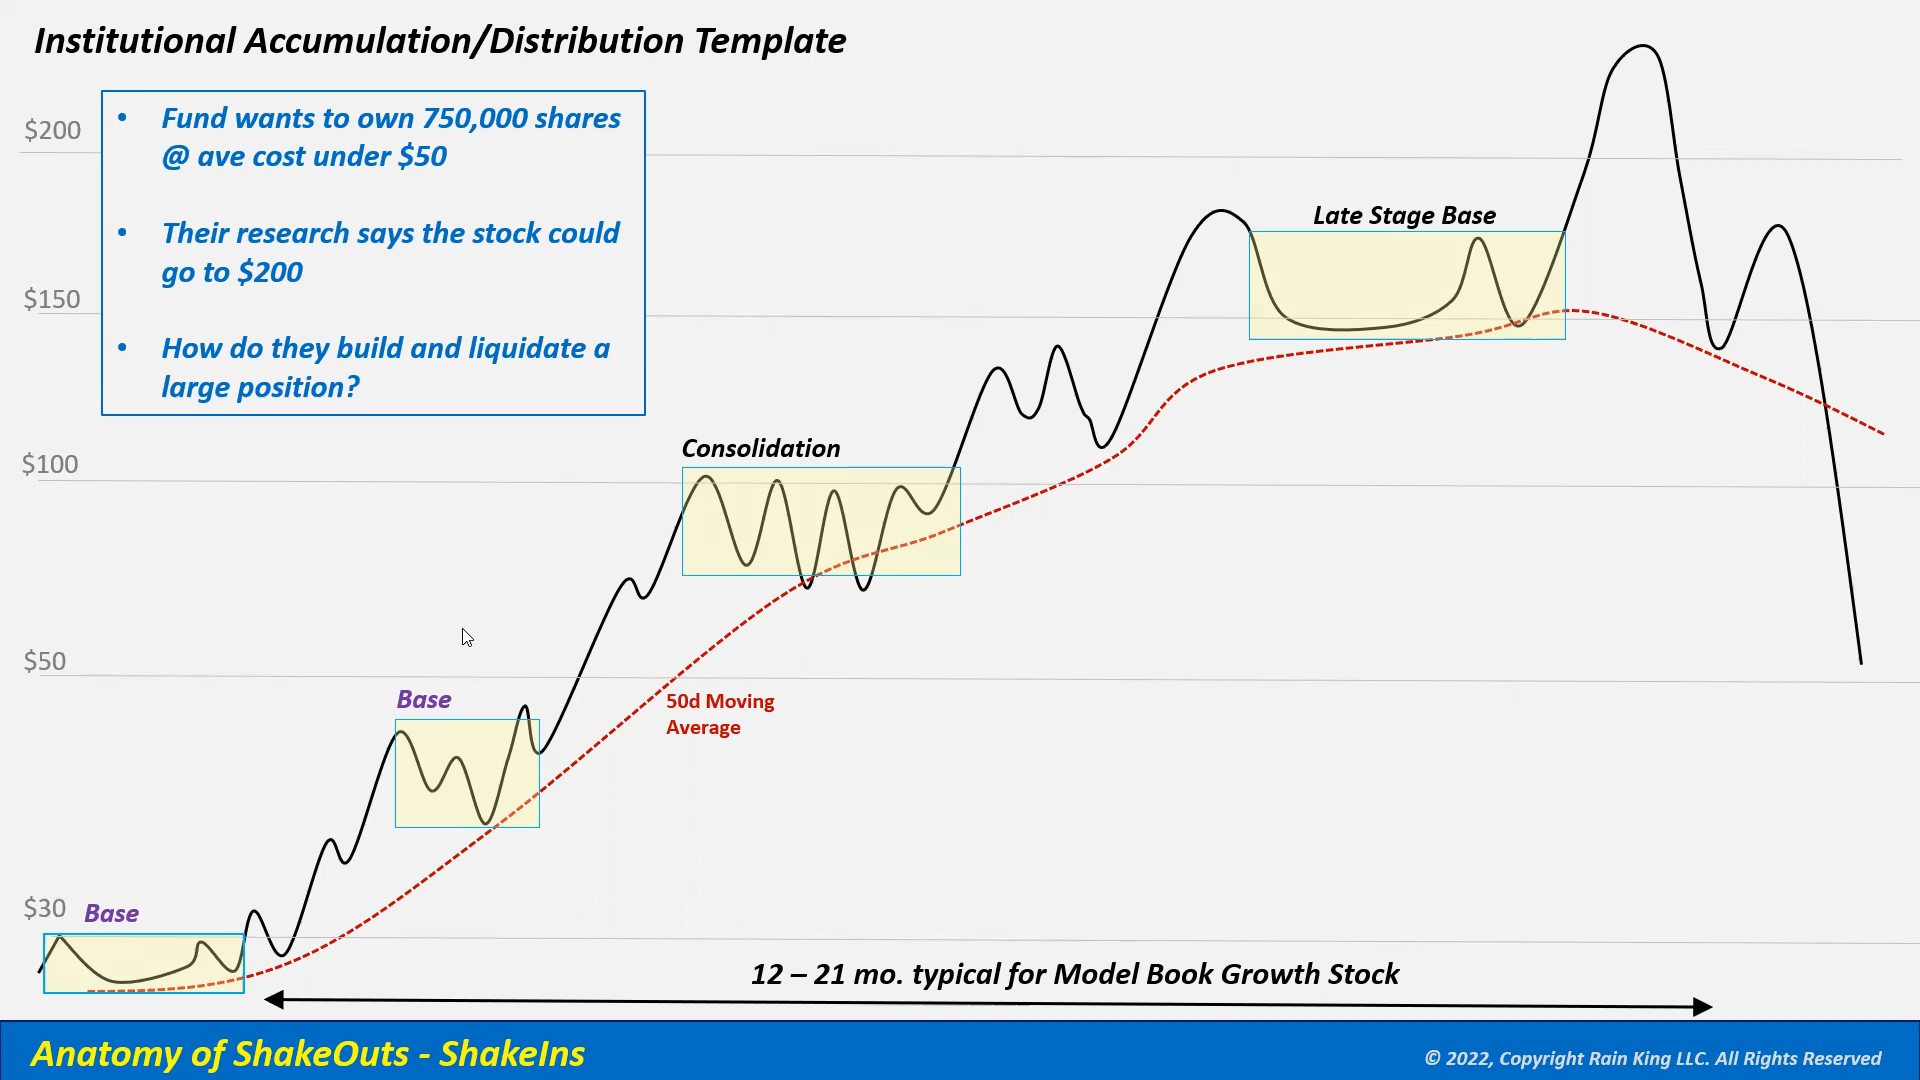 Institutional Accumulation/Distribution Template
• Fund wants to own 750,000 shares
@ ave cost under $50
• Their research says the stock could
go to $200
• How do they build and liquidate a
large position?
$200
$150
$100
$50
$30
Late Stage Base
Consolidation
Base
50d Moving
Average
Base
12 – 21 mo. typical for Model Book Growth Stock
Anatomy of ShakeOuts - ShakeIns
© 2022, Copyright Rain King LLC. All Rights Reserved